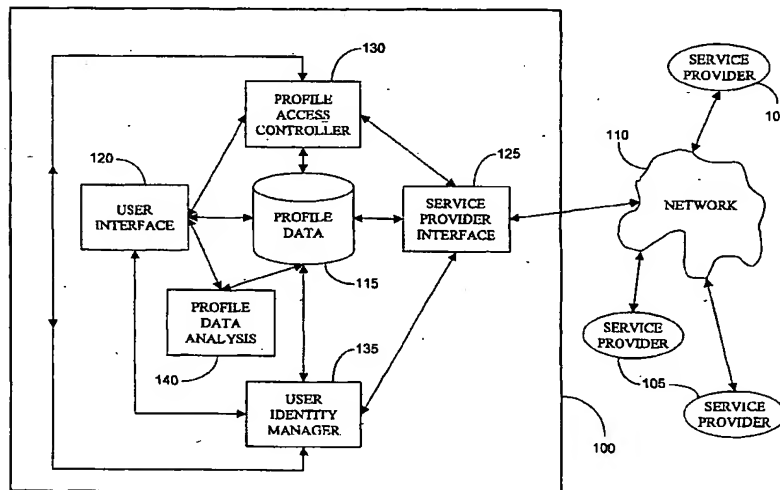 130
PROFILE
ACCESS
CONTROLLER
SERVICE
PROVIDER
10
120
USER
INTERFACE
PROFILE
DATA
115
125
SERVICE
PROVIDER
INTERFACE
110
NETWORK
PROFILE
DATA
ANALYSIS
140
135
USER
IDENTITY
MANAGER
SERVICE
PROVIDER
105
SERVICE
PROVIDER
100